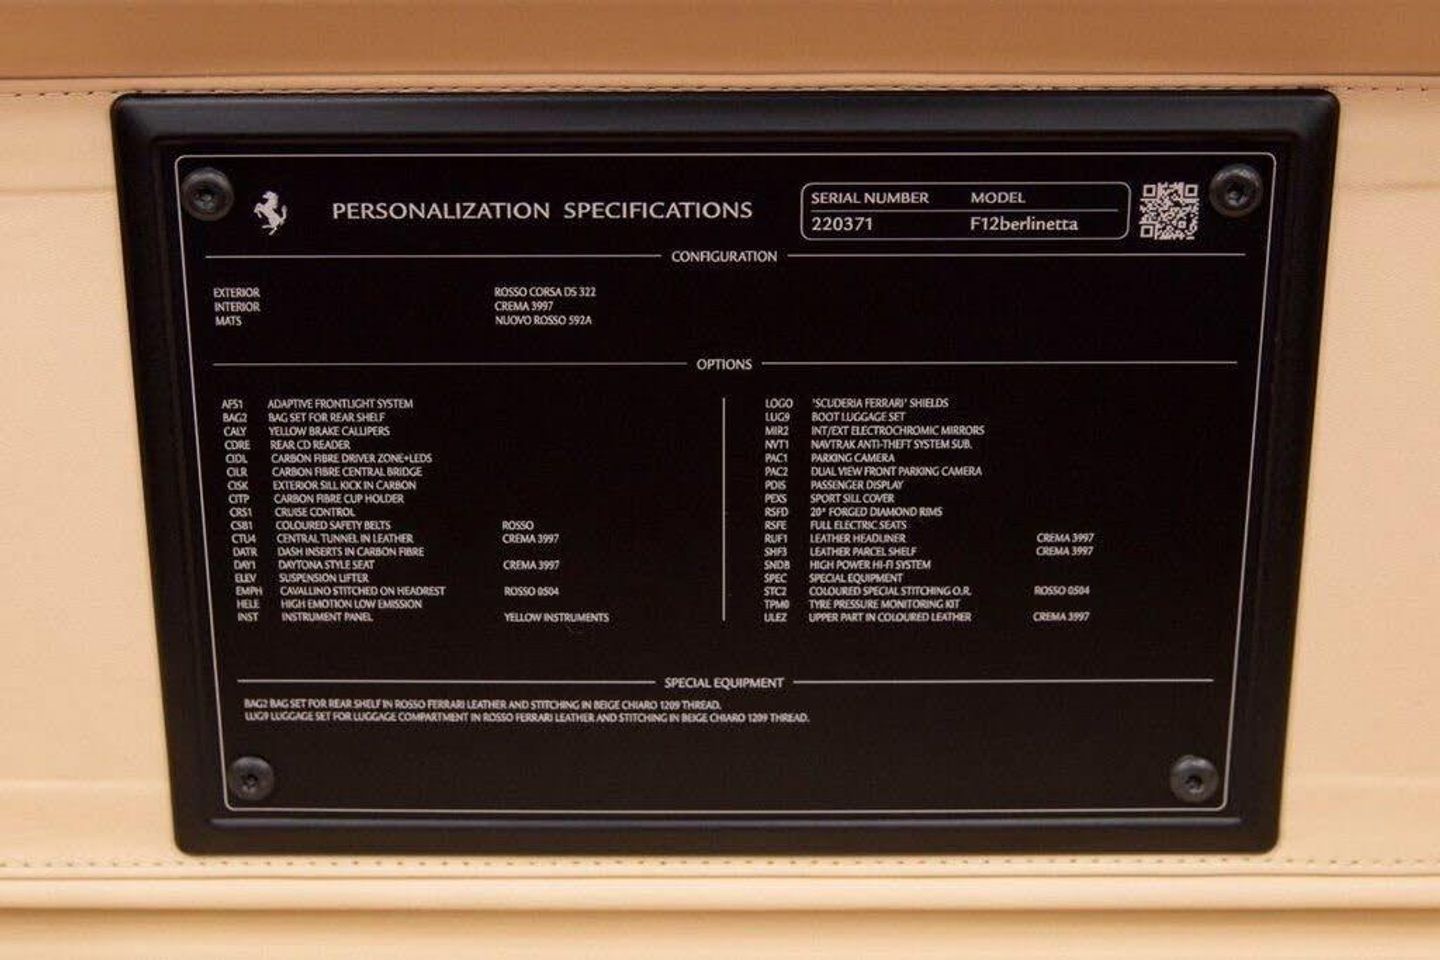 PERSONALIZATION SPECIFICATIONS
SERIAL NUMBER MODEL
220371 F12berlinetta
CONFIGURATION
EXTERIOR ROSSO CORSA DS 322
INTERIOR CREMA 3997
MATS NUOVO ROSSO 592A
OPTIONS
AFS1 ADAPTIVE FRONTLIGHT SYSTEM
BAG2 BAG SET FOR REAR SHELF
CALY YELLOW BRAKE CALLIPERS
CDRE REAR CD READER
CIDL CARBON FIBRE DRIVER ZONE+LEDS
CILR CARBON FIBRE CENTRAL BRIDGE
CISK EXTERIOR SILL KICK IN CARBON
CITP CARBON FIBRE CUP HOLDER
CRS1 CRUISE CONTROL
CSB1 COLOURED SAFETY BELTS ROSSO
CTU4 CENTRAL TUNNEL IN LEATHER CREMA 3997
DATR DASH INSERTS IN CARBON FIBRE
DAY1 DAYTONA STYLE SEAT CREMA 3997
ELEV SUSPENSION LIFTER
EMPH CAVALLINO STITCHED ON HEADREST ROSSO 0504
HELE HIGH EMOTION LOW EMISSION
INST INSTRUMENT PANEL YELLOW INSTRUMENTS
LOGO 'SCUDERIA FERRARI' SHIELDS
LUG9 BOOT LUGGAGE SET
MIR2 INT/EXT ELECTROCHROMIC MIRRORS
NVT1 NAVTRAK ANTI-THEFT SYSTEM SUB.
PAC1 PARKING CAMERA
PAC2 DUAL VIEW FRONT PARKING CAMERA
PDIS PASSENGER DISPLAY
PEXS SPORT SILL COVER
RSFD 20" FORGED DIAMOND RIMS
RSFE FULL ELECTRIC SEATS
RUF1 LEATHER HEADLINER CREMA 3997
SHF3 LEATHER PARCEL SHELF CREMA 3997
SNDB HIGH POWER HI-FI SYSTEM
SPEC SPECIAL EQUIPMENT
STC2 COLOURED SPECIAL STITCHING O.R. ROSSO 0504
TPM0 TYRE PRESSURE MONITORING KIT
ULEZ UPPER PART IN COLOURED LEATHER CREMA 3997
SPECIAL EQUIPMENT
BAG2 BAG SET FOR REAR SHELF IN ROSSO FERRARI LEATHER AND STITCHING IN BEIGE CHIARO 1209 THREAD.
LUG9 LUGGAGE SET FOR LUGGAGE COMPARTMENT IN ROSSO FERRARI LEATHER AND STITCHING IN BEIGE CHIARO 1209 THREAD.